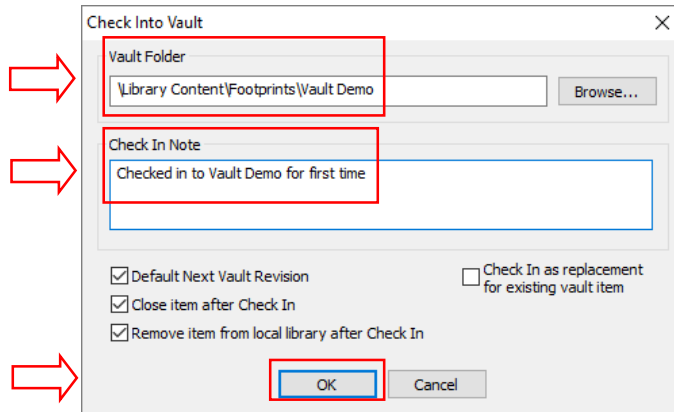 Check Into Vault
Vault Folder
\Library Content\Footprints\Vault Demo
Browse...
Check In Note
Checked in to Vault Demo for first time
Default Next Vault Revision
Check In as replacement
for existing vault item
Close item after Check In
Remove item from local library after Check In
OK
Cancel